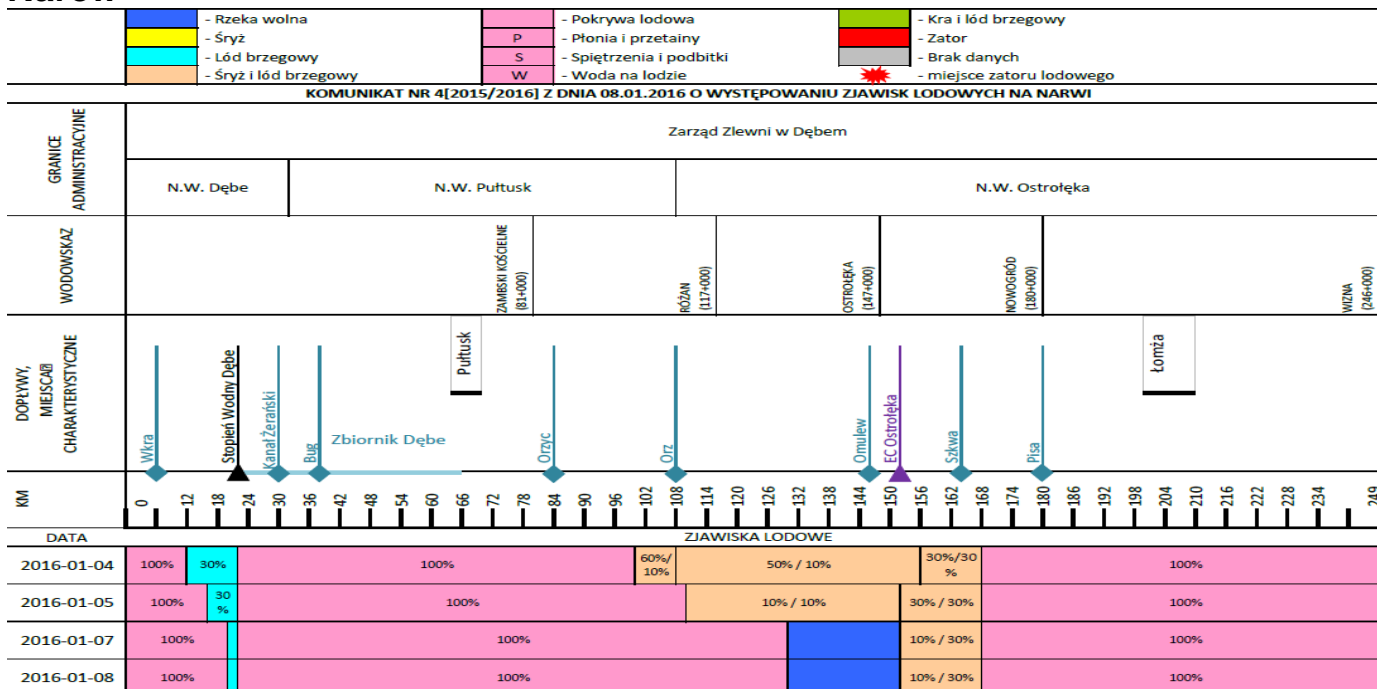 - Rzeka wolna
- Pokrywa lodowa
- Kra i lód brzegowy
- Śryż
P
- Płonia i przetainy
- Zator
- Lód brzegowy
S
- Spiętrzenia i podbitki
- Brak danych
- Śryż i lód brzegowy
W
- Woda na lodzie
- miejsce zatoru lodowego
KOMUNIKAT NR 4[2015/2016] Z DNIA 08.01.2016 O WYSTĘPOWANIU ZJAWISK LODOWYCH NA NARWI
GRANICE
ADMINISTRACYJNE
Zarząd Zlewni w Dębem
N.W. Dębe
N.W. Pułtusk
N.W. Ostrołęka
WODOWSKAZ
ZAMBSKI KOŚCIELNE
(81+000)
RÓŻAN
(117+000)
OSTROŁĘKA
(147+000)
NOWOGRÓD
(180+000)
WIZNA
(246+000)
DOPŁYWY,
MIEJSCA
CHARAKTERYSTYCZNE
Wkra
Stopień Wodny Dębe
Kanał Żerański
Bug
Zbiornik Dębe
Pułtusk
Orzyc
Orz
Omulew
EC Ostrołęka
Szkwa
Pisa
Łomża
KM
0 12 18 24 30 36 42 48 54 60 66 72 78 84 90 96 102 108 114 120 126 132 138 144 150 156 162 168 174 180 186 192 198 204 210 216 222 228 234 249
DATA
ZJAWISKA LODOWE
2016-01-04
100%
30%
100%
60%/
10%
50% / 10%
30%/30
%
100%
2016-01-05
100%
30
%
100%
10% / 10%
30% / 30%
100%
2016-01-07
100%
100%
10% / 30%
100%
2016-01-08
100%
100%
10% / 30%
100%